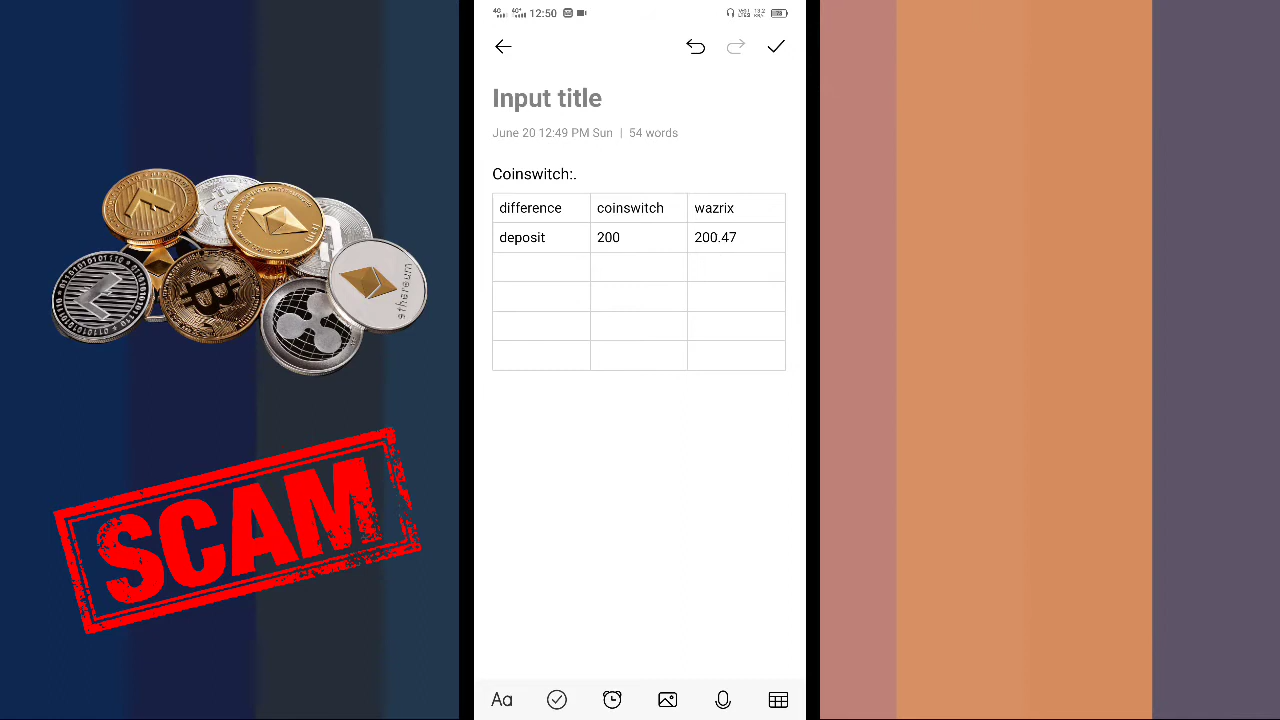 12:50
Input title
June 20 12:49 PM Sun | 54 words
Coinswitch:.
difference coinswitch wazrix
deposit 200 200.47
Aa
SCAM
ethereum